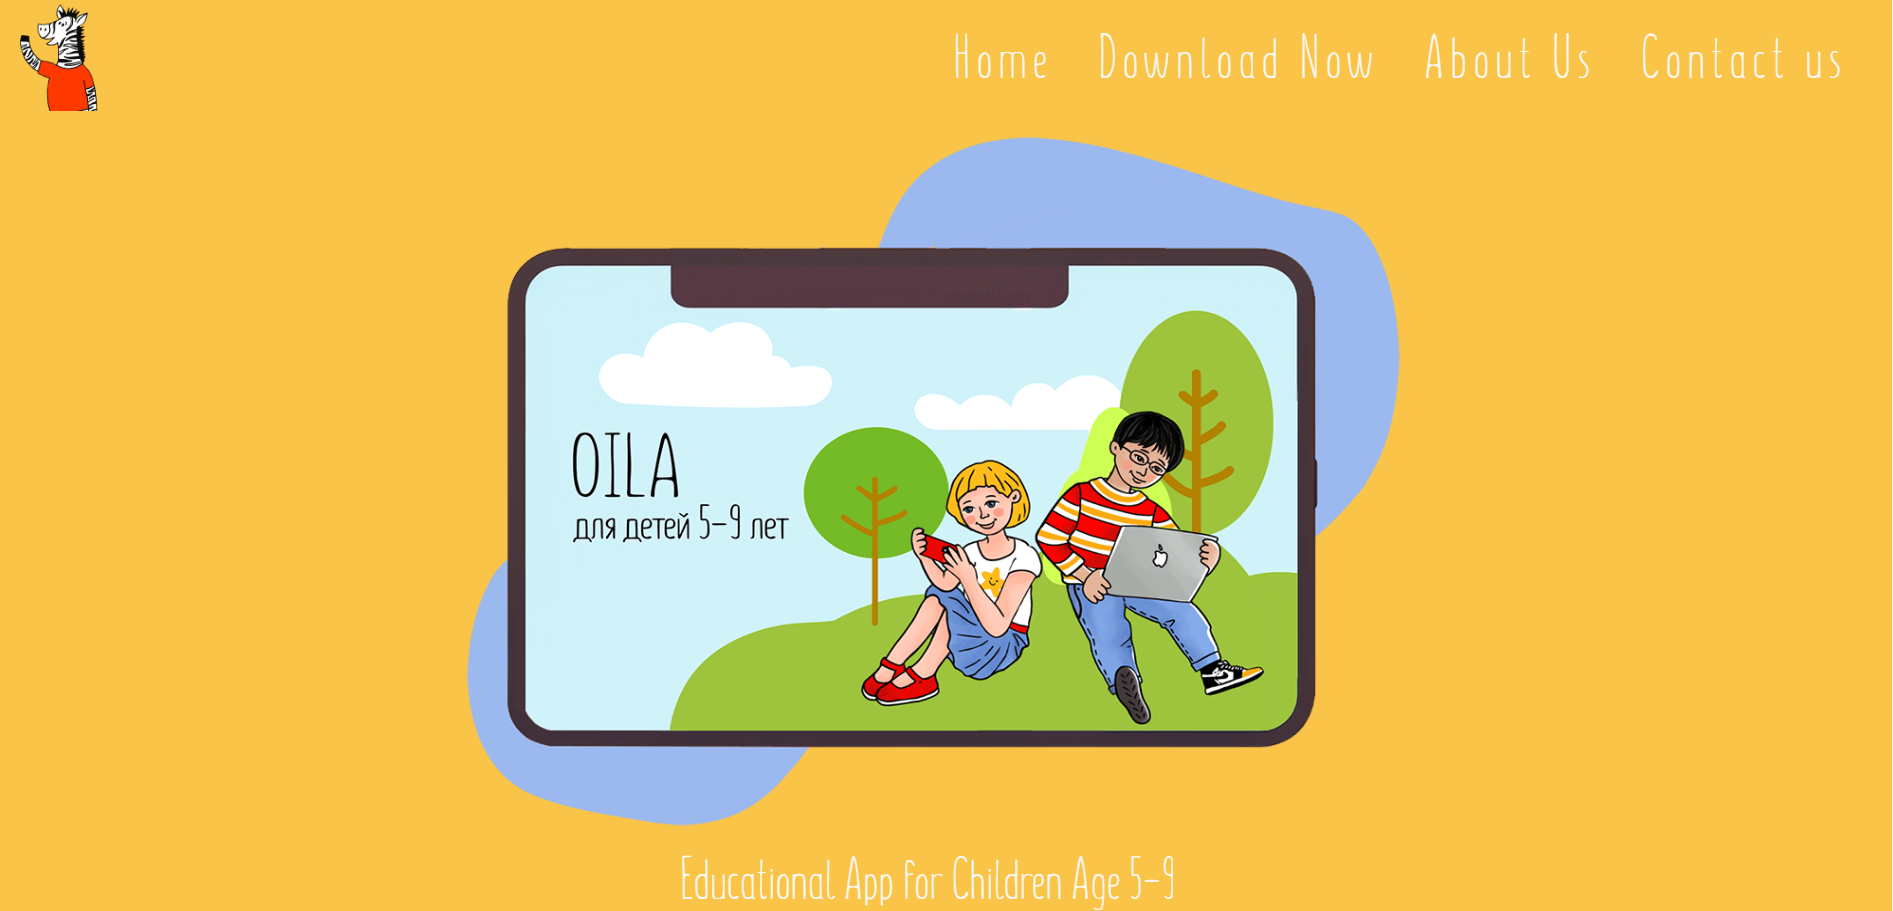 Home Download Now About Us Contact us
OILA
для детей 5-9 лет
Educational App for Children Age 5-9